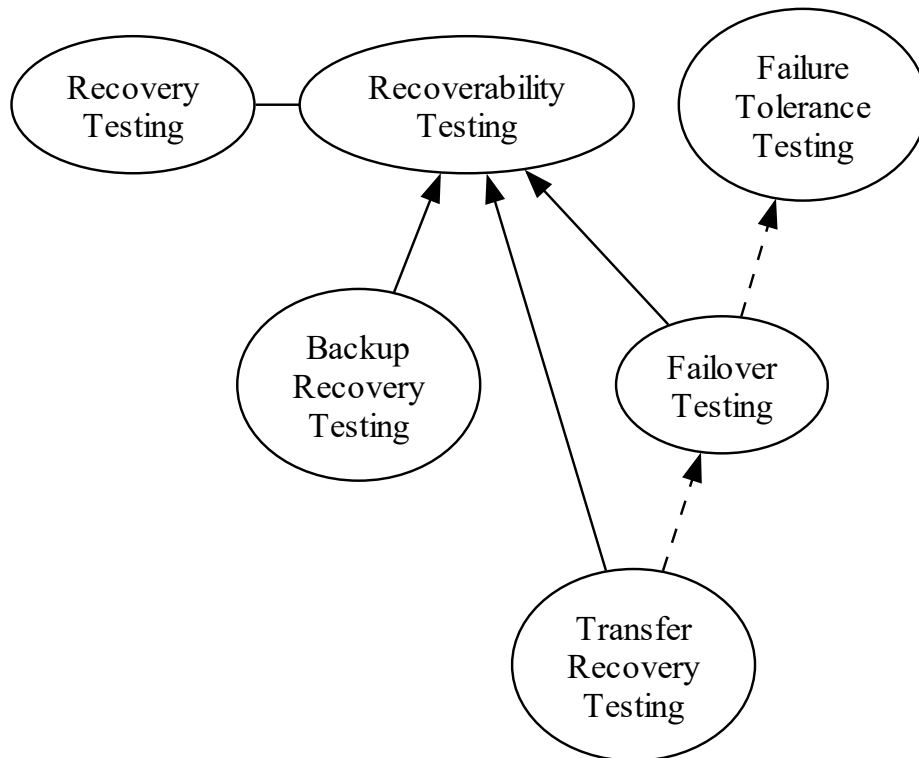 Recovery
Testing
Recoverability
Testing
Failure
Tolerance
Testing
Backup
Recovery
Testing
Failover
Testing
Transfer
Recovery
Testing